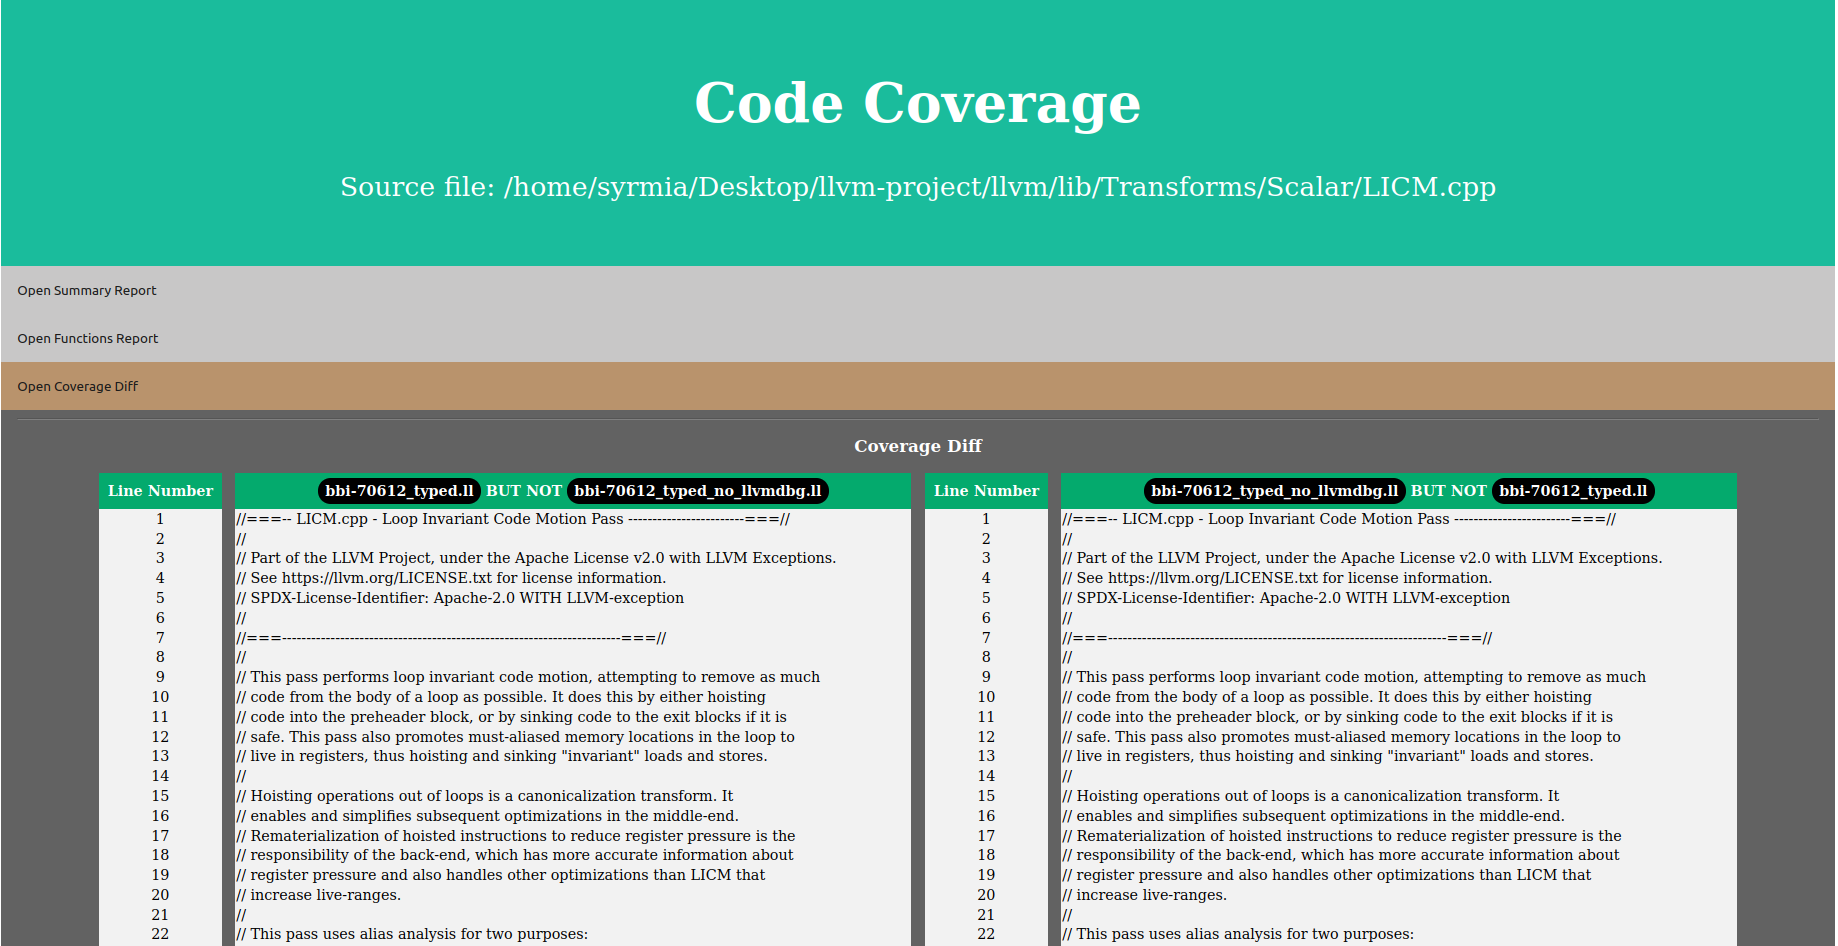 Code Coverage
Source file: /home/syrmia/Desktop/llvm-project/llvm/lib/Transforms/Scalar/LICM.cpp
Open Summary Report
Open Functions Report
Open Coverage Diff
Coverage Diff
Line Number bbi-70612_typed.ll BUT NOT bbi-70612_typed_no_llvmdbg.ll Line Number bbi-70612_typed_no_llvmdbg.ll BUT NOT bbi-70612_typed.ll
1 //===-- LICM.cpp - Loop Invariant Code Motion Pass ------------------------===// 1 //===-- LICM.cpp - Loop Invariant Code Motion Pass ------------------------===//
2 // 2 //
3 // Part of the LLVM Project, under the Apache License v2.0 with LLVM Exceptions. 3 // Part of the LLVM Project, under the Apache License v2.0 with LLVM Exceptions.
4 // See https://llvm.org/LICENSE.txt for license information. 4 // See https://llvm.org/LICENSE.txt for license information.
5 // SPDX-License-Identifier: Apache-2.0 WITH LLVM-exception 5 // SPDX-License-Identifier: Apache-2.0 WITH LLVM-exception
6 // 6 //
7 //===----------------------------------------------------------------------===// 7 //===----------------------------------------------------------------------===//
8 // 8 //
9 // This pass performs loop invariant code motion, attempting to remove as much 9 // This pass performs loop invariant code motion, attempting to remove as much
10 // code from the body of a loop as possible. It does this by either hoisting 10 // code from the body of a loop as possible. It does this by either hoisting
11 // code into the preheader block, or by sinking code to the exit blocks if it is 11 // code into the preheader block, or by sinking code to the exit blocks if it is
12 // safe. This pass also promotes must-aliased memory locations in the loop to 12 // safe. This pass also promotes must-aliased memory locations in the loop to
13 // live in registers, thus hoisting and sinking "invariant" loads and stores. 13 // live in registers, thus hoisting and sinking "invariant" loads and stores.
14 // 14 //
15 // Hoisting operations out of loops is a canonicalization transform. It 15 // Hoisting operations out of loops is a canonicalization transform. It
16 // enables and simplifies subsequent optimizations in the middle-end. 16 // enables and simplifies subsequent optimizations in the middle-end.
17 // Rematerialization of hoisted instructions to reduce register pressure is the 17 // Rematerialization of hoisted instructions to reduce register pressure is the
18 // responsibility of the back-end, which has more accurate information about 18 // responsibility of the back-end, which has more accurate information about
19 // register pressure and also handles other optimizations than LICM that 19 // register pressure and also handles other optimizations than LICM that
20 // increase live-ranges. 20 // increase live-ranges.
21 // 21 //
22 // This pass uses alias analysis for two purposes: 22 // This pass uses alias analysis for two purposes: